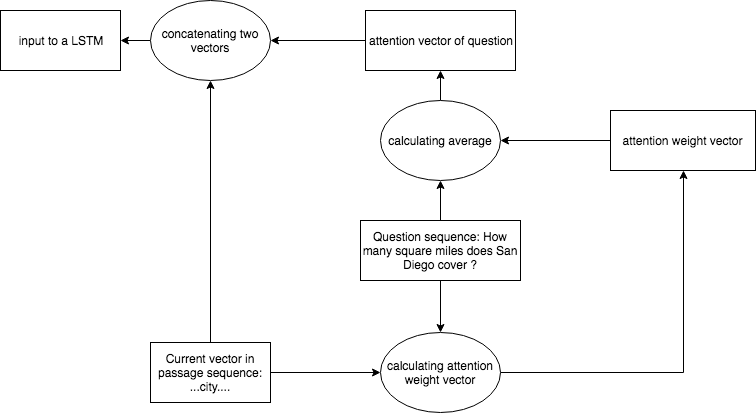 input to a LSTM
concatenating two
vectors
attention vector of question
calculating average
attention weight vector
Question sequence: How
many square miles does San
Diego cover ?
Current vector in
passage sequence:
...city....
calculating attention
weight vector